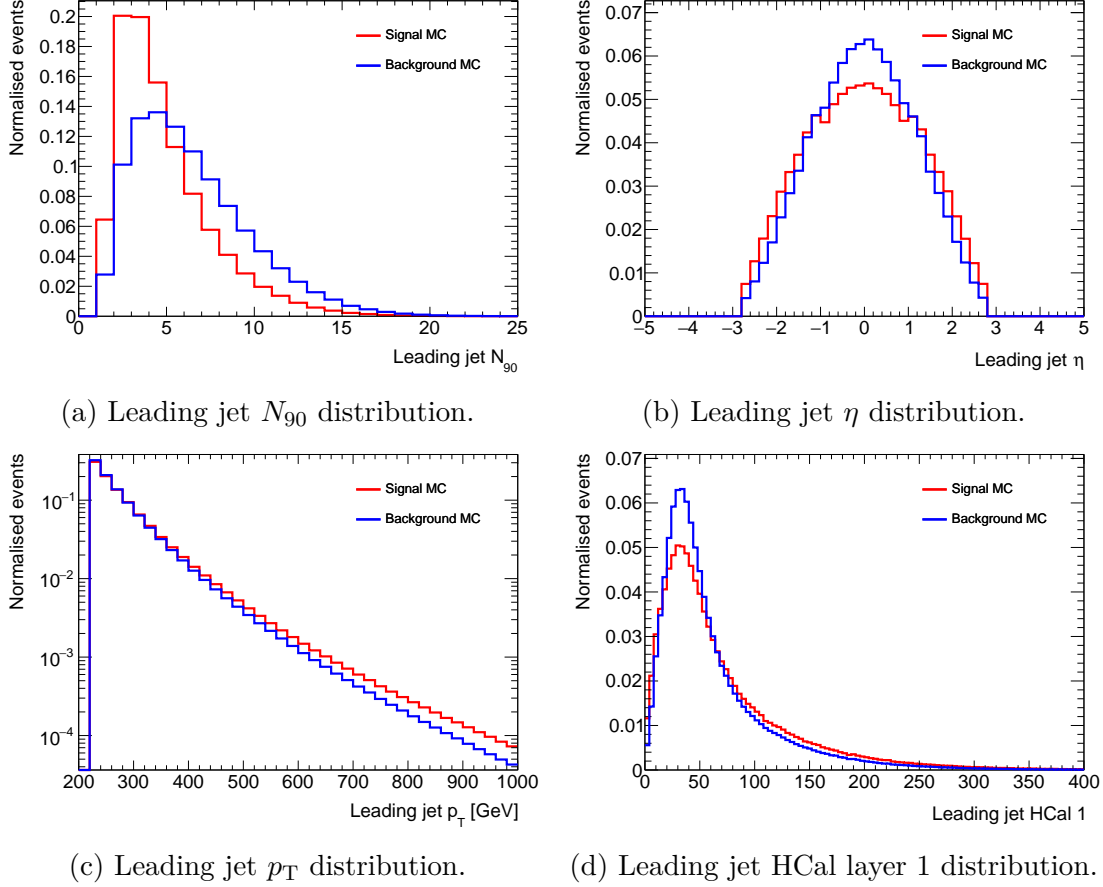 Normalised events
0.2
0.18
0.16
0.14
0.12
0.1
0.08
0.06
0.04
0.02
0
0 5 10 15 20 25
Signal MC
Background MC
Leading jet N90
(a) Leading jet N90 distribution.
Normalised events
0.07
0.06
0.05
0.04
0.03
0.02
0.01
0
−5 −4 −3 −2 −1 0 1 2 3 4 5
Signal MC
Background MC
Leading jet η
(b) Leading jet η distribution.
Normalised events
10−1
10−2
10−3
10−4
200 300 400 500 600 700 800 900 1000
Signal MC
Background MC
Leading jet pT [GeV]
(c) Leading jet pT distribution.
Normalised events
0.07
0.06
0.05
0.04
0.03
0.02
0.01
0
0 50 100 150 200 250 300 350 400
Signal MC
Background MC
Leading jet HCal 1
(d) Leading jet HCal layer 1 distribution.